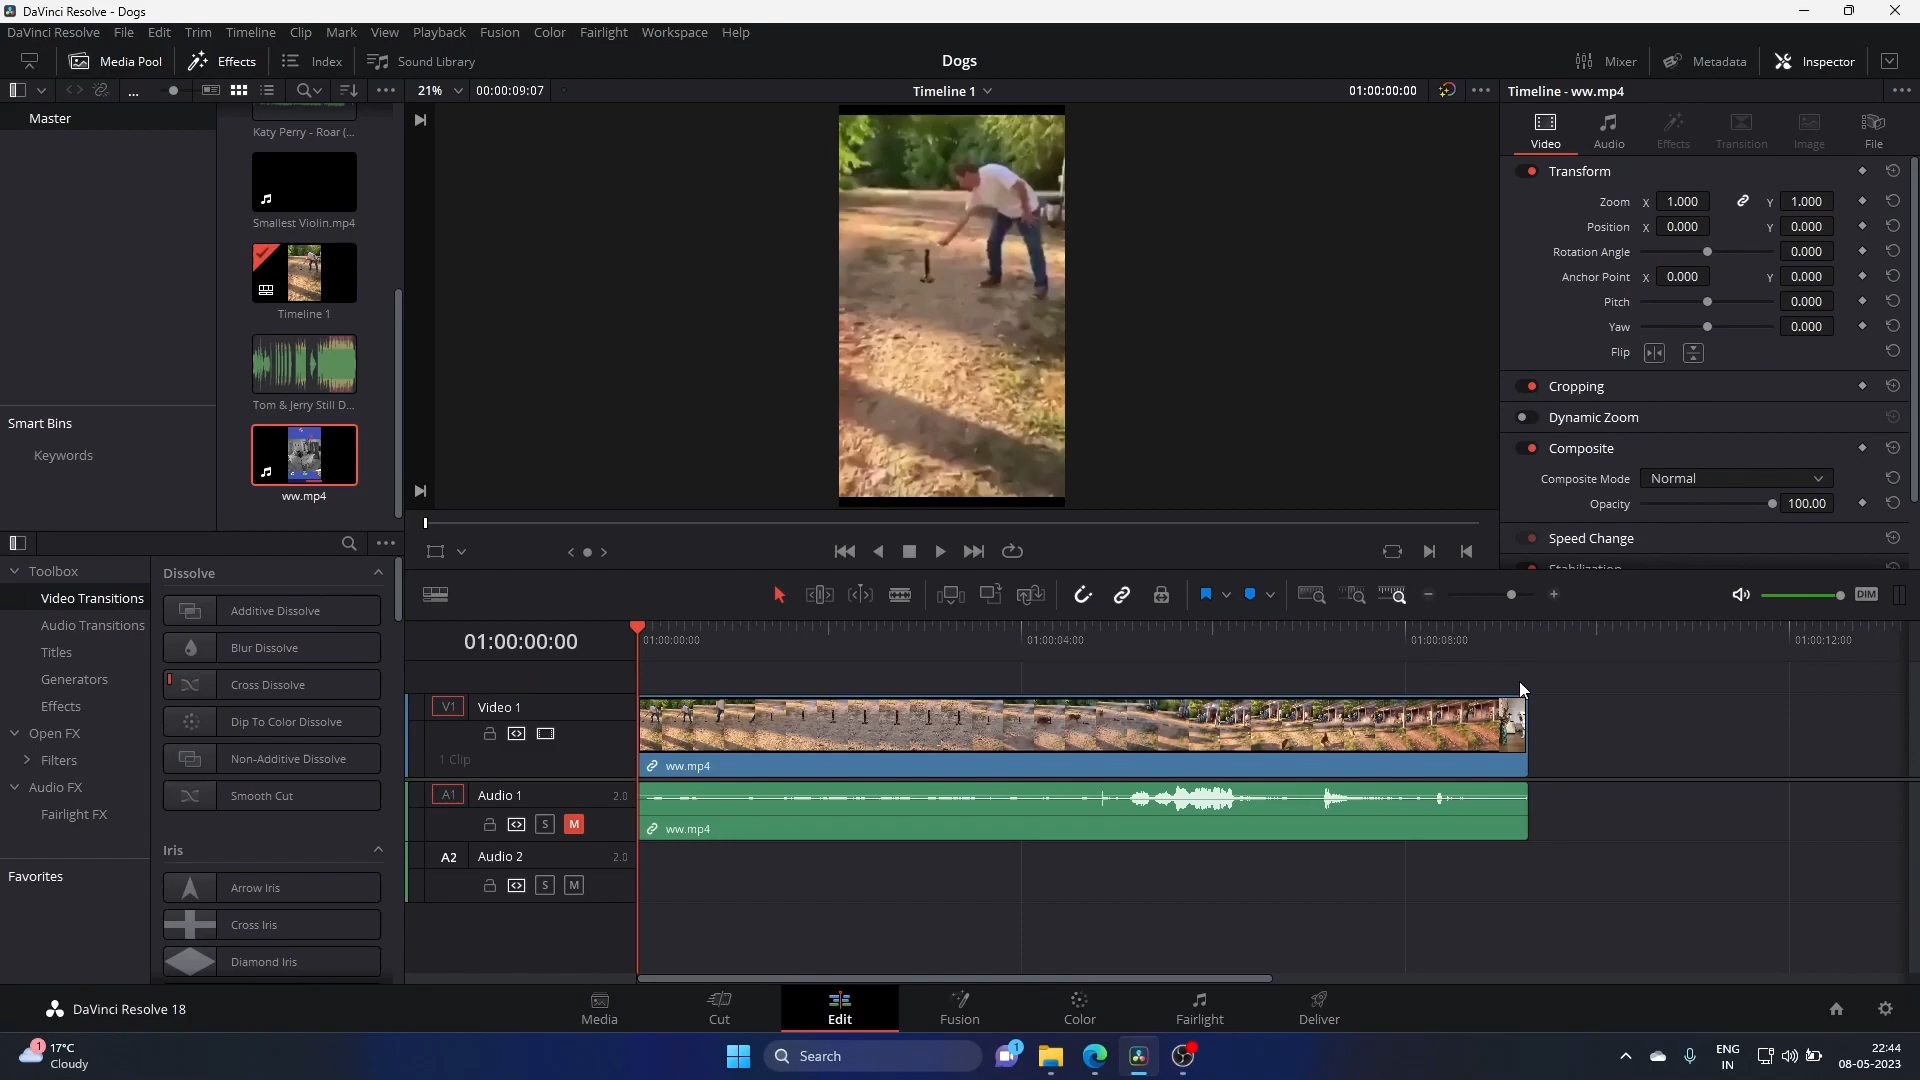 DaVinci Resolve - Dogs
DaVinci Resolve File Edit Trim Timeline Clip Mark View Playback Fusion Color Fairlight Workspace Help
Media Pool Effects Index Sound Library Dogs Mixer Metadata Inspector
... 21% 00:00:09:07 Timeline 1 01:00:00:00 Timeline - ww.mp4
Master
Katy Perry - Roar (...
Smallest Violin.mp4
Timeline 1
Tom & Jerry Still D...
ww.mp4
Smart Bins
Keywords
Video Audio Effects Transition Image File
Transform
Zoom X 1.000 Y 1.000
Position X 0.000 Y 0.000
Rotation Angle 0.000
Anchor Point X 0.000 Y 0.000
Pitch 0.000
Yaw 0.000
Flip
Cropping
Dynamic Zoom
Composite
Composite Mode Normal
Opacity 100.00
Speed Change
Stabilization
Toolbox
Video Transitions
Audio Transitions
Titles
Generators
Effects
Open FX
Filters
Audio FX
Fairlight FX
Favorites
Dissolve
Additive Dissolve
Blur Dissolve
Cross Dissolve
Dip To Color Dissolve
Non-Additive Dissolve
Smooth Cut
Iris
Arrow Iris
Cross Iris
Diamond Iris
DIM
01:00:00:00 01:00:00:00 01:00:04:00 01:00:08:00 01:00:12:00
V1 Video 1
1 Clip
ww.mp4
A1 Audio 1 2.0
S M
ww.mp4
A2 Audio 2 2.0
S M
DaVinci Resolve 18
Media Cut Edit Fusion Color Fairlight Deliver
1 17°C
Cloudy
Search
1
ENG
IN
22:44
08-05-2023